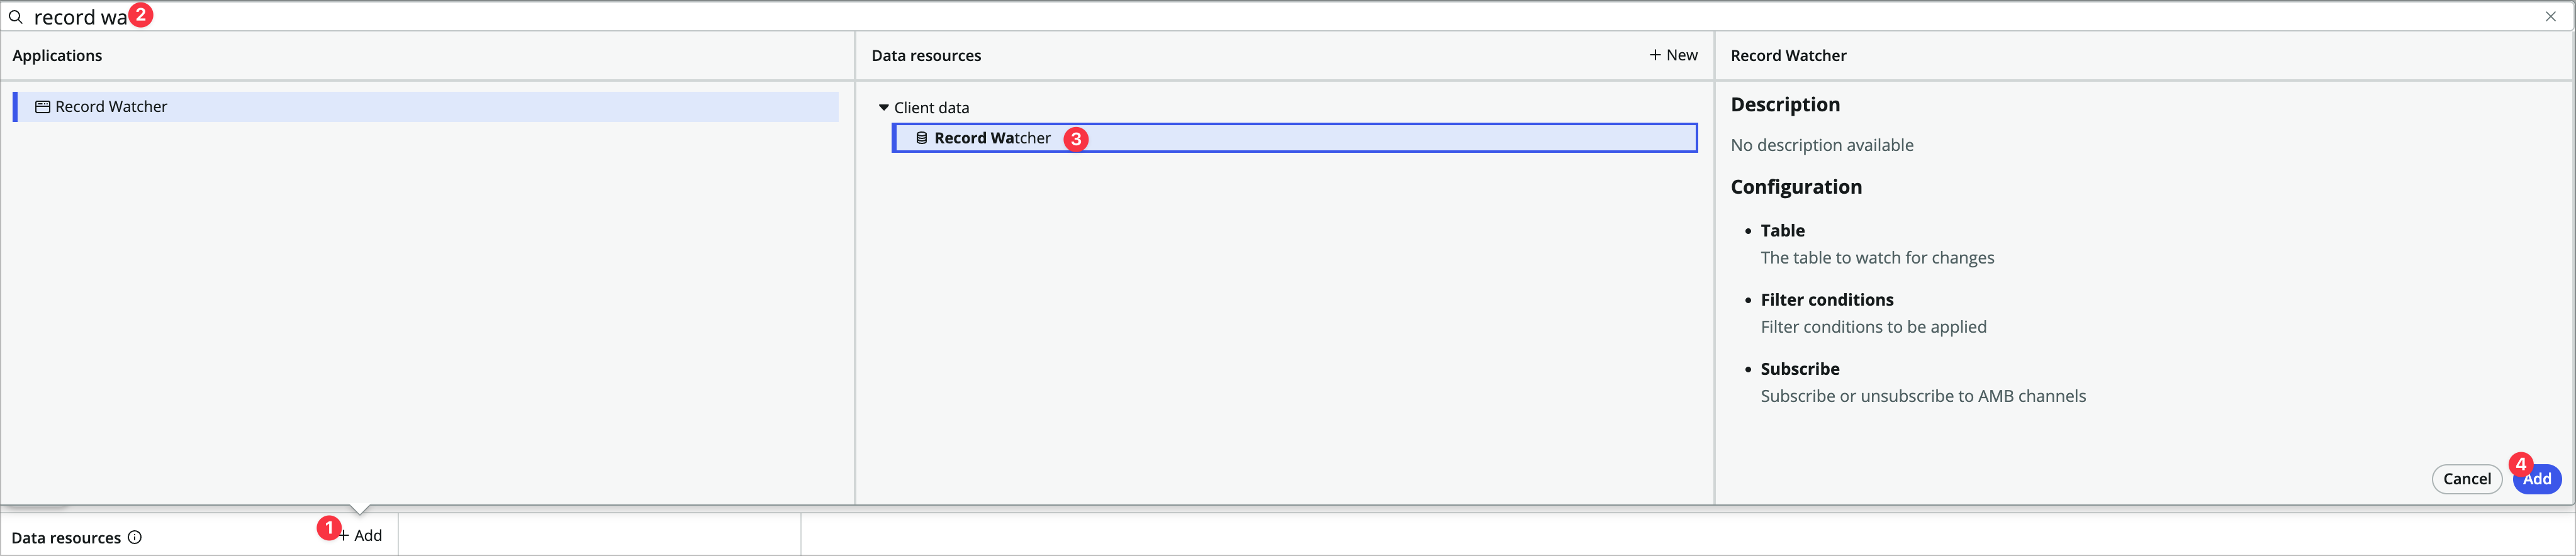 record wa 2
Applications
Record Watcher
Data resources
+ New
Client data
Record Watcher 3
Record Watcher
Description
No description available
Configuration
• Table
The table to watch for changes
• Filter conditions
Filter conditions to be applied
• Subscribe
Subscribe or unsubscribe to AMB channels
Cancel
4 Add
Data resources
1 + Add